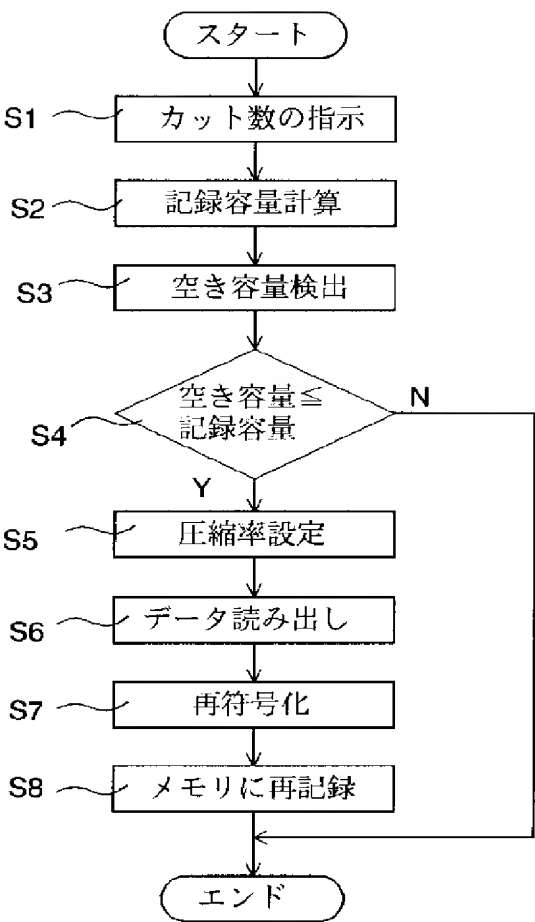 スタート
S1
カット数の指示
S2
記録容量計算
S3
空き容量検出
S4
空き容量≦
記録容量
N
Y
S5
圧縮率設定
S6
データ読み出し
S7
再符号化
S8
メモリに再記録
エンド